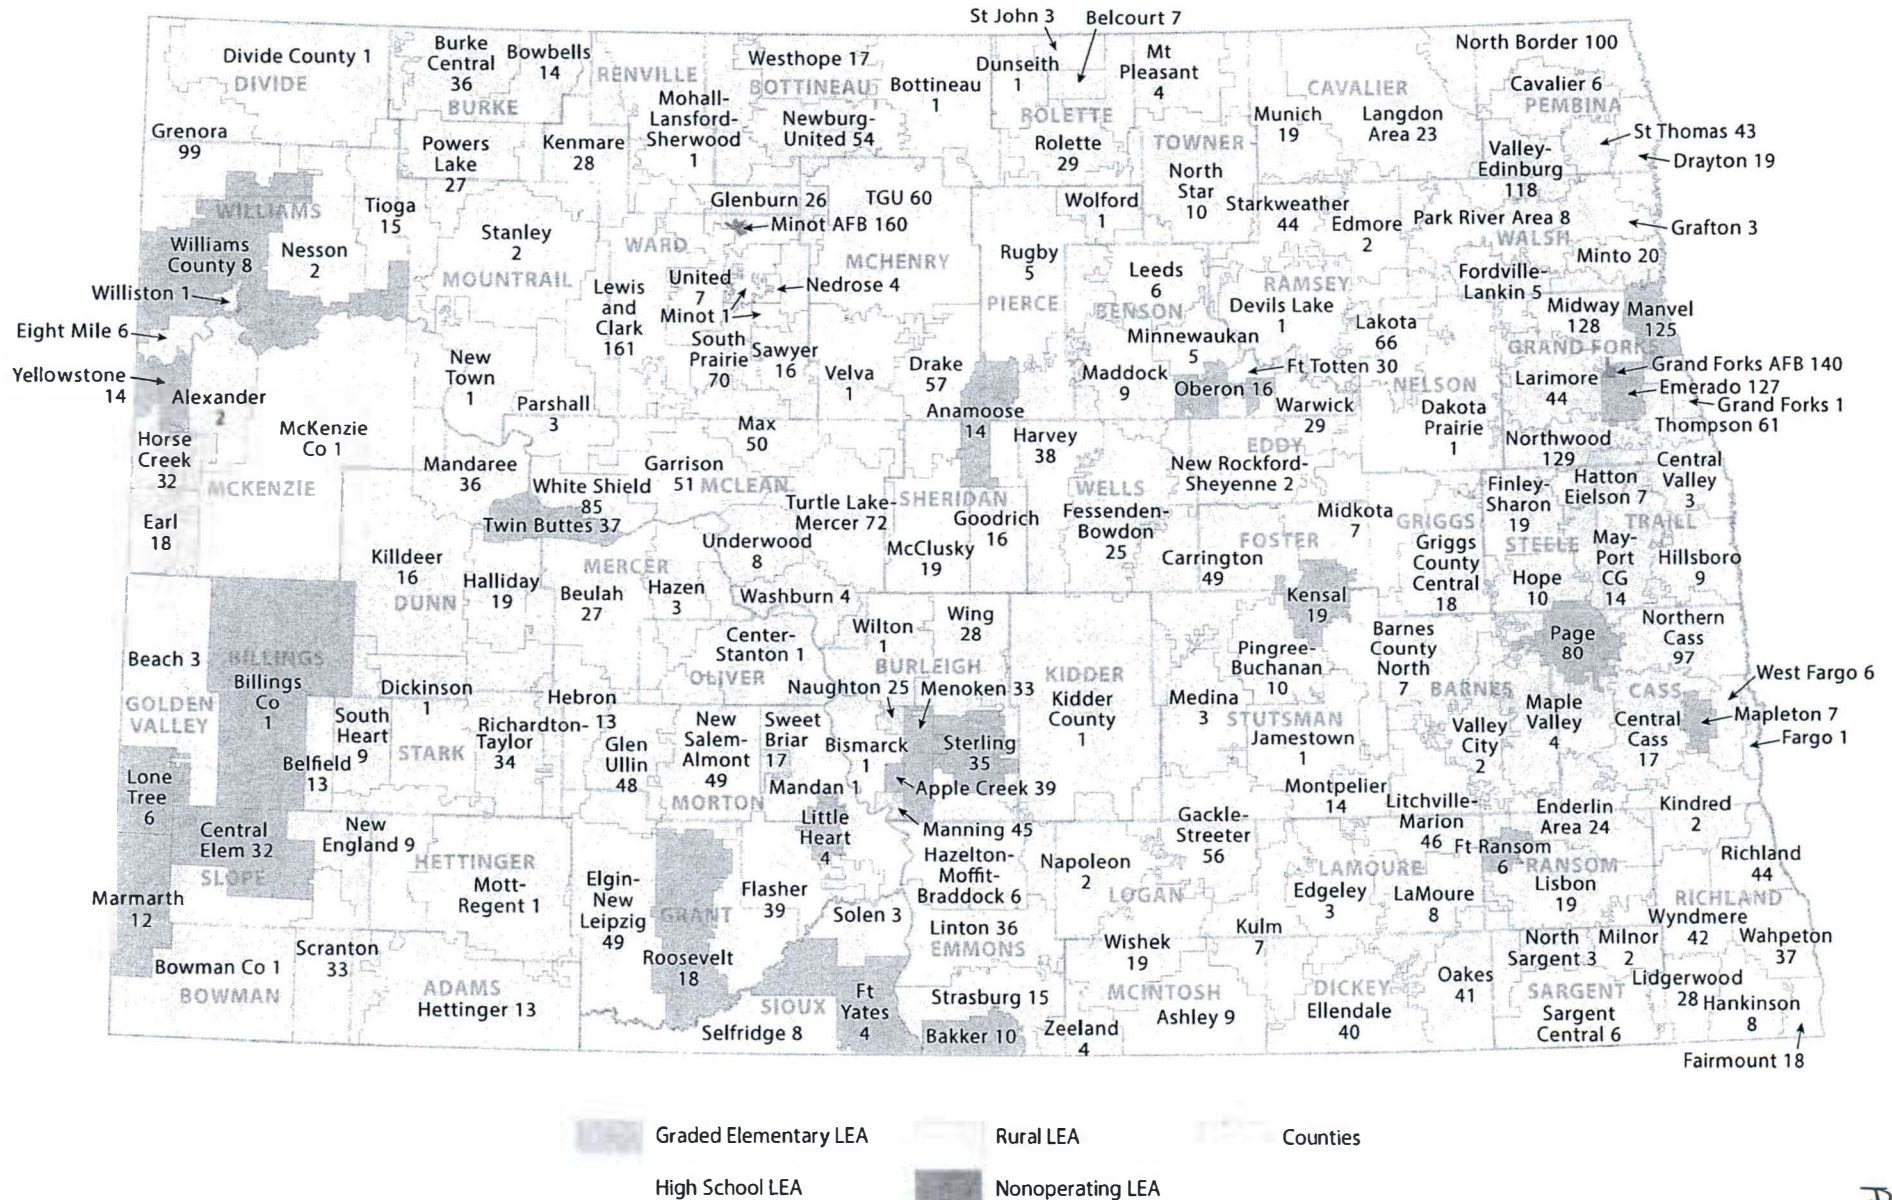 St John 3
Belcourt 7
Divide County 1
DIVIDE
Burke
Central
36
BURKE
Bowbells
14
RENVILLE
Westhope 17
BOTTINEAU
Bottineau
1
Dunseith
1
Mt
Pleasant
4
ROLETTE
CAVALIER
North Border 100
Cavalier 6
PEMBINA
Grenora
99
Powers
Lake
27
Kenmare
28
Mohall-
Lansford-
Sherwood
1
Newburg-
United 54
Rolette
29
TOWNER
Munich
19
Langdon
Area 23
Valley-
Edinburg
118
St Thomas 43
Drayton 19
WILLIAMS
Tioga
15
Glenburn 26
TGU 60
Wolford
1
North
Star
10
Starkweather
44
Edmore
2
Park River Area 8
WALSH
Grafton 3
Williams
County 8
Nesson
2
Stanley
2
MOUNTRAIL
WARD
Minot AFB 160
MCHENRY
Rugby
5
PIERCE
Leeds
6
BENSON
RAMSEY
Fordville-
Lankin 5
Minto 20
Williston 1
Lewis
and
Clark
161
United
7
Minot 1
Nedrose 4
Devils Lake
1
Midway
128
Manvel
125
Eight Mile 6
South
Prairie
70
Sawyer
16
Minnewaukan
5
Lakota
66
GRAND FORKS
Yellowstone
14
Alexander
2
New
Town
1
Velva
1
Drake
57
Maddock
9
Oberon 16
Ft Totten 30
NELSON
Larimore
44
Grand Forks AFB 140
Emerado 127
Grand Forks 1
Thompson 61
McKenzie
Co 1
Parshall
3
Max
50
Anamoose
14
Harvey
38
Warwick
29
Dakota
Prairie
1
Northwood
129
Horse
Creek
32
MCKENZIE
Mandaree
36
White Shield
85
Garrison
51
MCLEAN
EDDY
New Rockford-
Sheyenne 2
Central
Valley
3
Twin Buttes 37
Turtle Lake-
Mercer 72
SHERIDAN
WELLS
Finley-
Sharon
19
Hatton
Eielson 7
Earl
18
Underwood
8
Goodrich
16
McClusky
19
Fessenden-
Bowdon
25
Midkota
7
GRIGGS
Griggs
County
Central
18
STEELE
TRAILL
Killdeer
16
DUNN
Halliday
19
MERCER
Beulah
27
Hazen
3
Washburn 4
FOSTER
Carrington
49
Hope
10
May-
Port
CG
14
Hillsboro
9
Kensal
19
Center-
Stanton 1
OLIVER
Wilton
1
Wing
28
BURLEIGH
Beach 3
BILLINGS
Billings
Co
1
KIDDER
Kidder
County
1
Pingree-
Buchanan
10
Barnes
County
North
7
Page
80
Northern
Cass
97
GOLDEN
VALLEY
Dickinson
1
Hebron
13
Naughton 25
Menoken 33
Medina
3
STUTSMAN
Jamestown
1
BARNES
Valley
City
2
Maple
Valley
4
CASS
Central
Cass
17
West Fargo 6
Mapleton 7
Fargo 1
South
Heart
9
STARK
Richardton-
Taylor
34
Glen
Ullin
48
New
Salem-
Almont
49
Sweet
Briar
17
Bismarck
1
Sterling
35
Belfield
13
MORTON
Mandan 1
Apple Creek 39
Lone
Tree
6
Montpelier
14
Litchville-
Marion
46
Enderlin
Area 24
Kindred
2
Central
Elem 32
SLOPE
New
England 9
HETTINGER
Mott-
Regent 1
Little
Heart
4
Manning 45
Hazelton-
Moffit-
Braddock 6
Napoleon
2
LOGAN
Gackle-
Streeter
56
LAMOURE
Edgeley
3
LaMoure
8
Ft Ransom
6
RANSOM
Lisbon
19
Richland
44
RICHLAND
Marmarth
12
Elgin-
New
Leipzig
49
GRANT
Flasher
39
Solen 3
Linton 36
EMMONS
Kulm
7
Wyndmere
42
Wahpeton
37
Bowman Co 1
BOWMAN
Scranton
33
Roosevelt
18
Wishek
19
North
Sargent 3
Milnor
2
ADAMS
Hettinger 13
SIOUX
Selfridge 8
Ft
Yates
4
Strasburg 15
Bakker 10
Zeeland
4
MCINTOSH
Ashley 9
DICKEY
Ellendale
40
Oakes
41
SARGENT
Sargent
Central 6
Lidgerwood
28
Hankinson
8
Fairmount 18
Graded Elementary LEA
Rural LEA
Counties
High School LEA
Nonoperating LEA